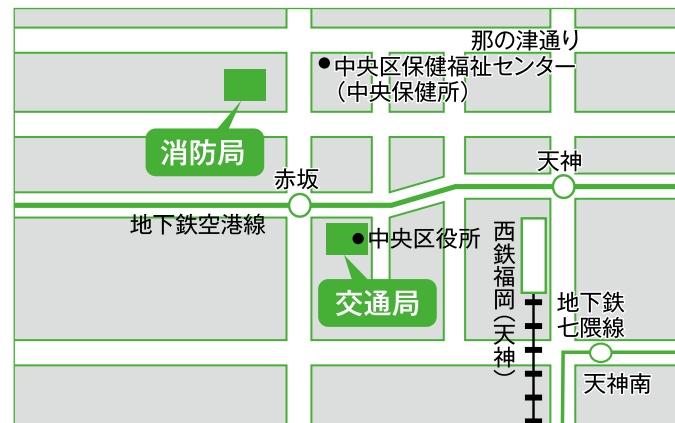 那の津通り
中央区保健福祉センター
（中央保健所）
消防局
天神
赤坂
地下鉄空港線
中央区役所
西鉄福岡（天神）
交通局
地下鉄
七隈線
天神南